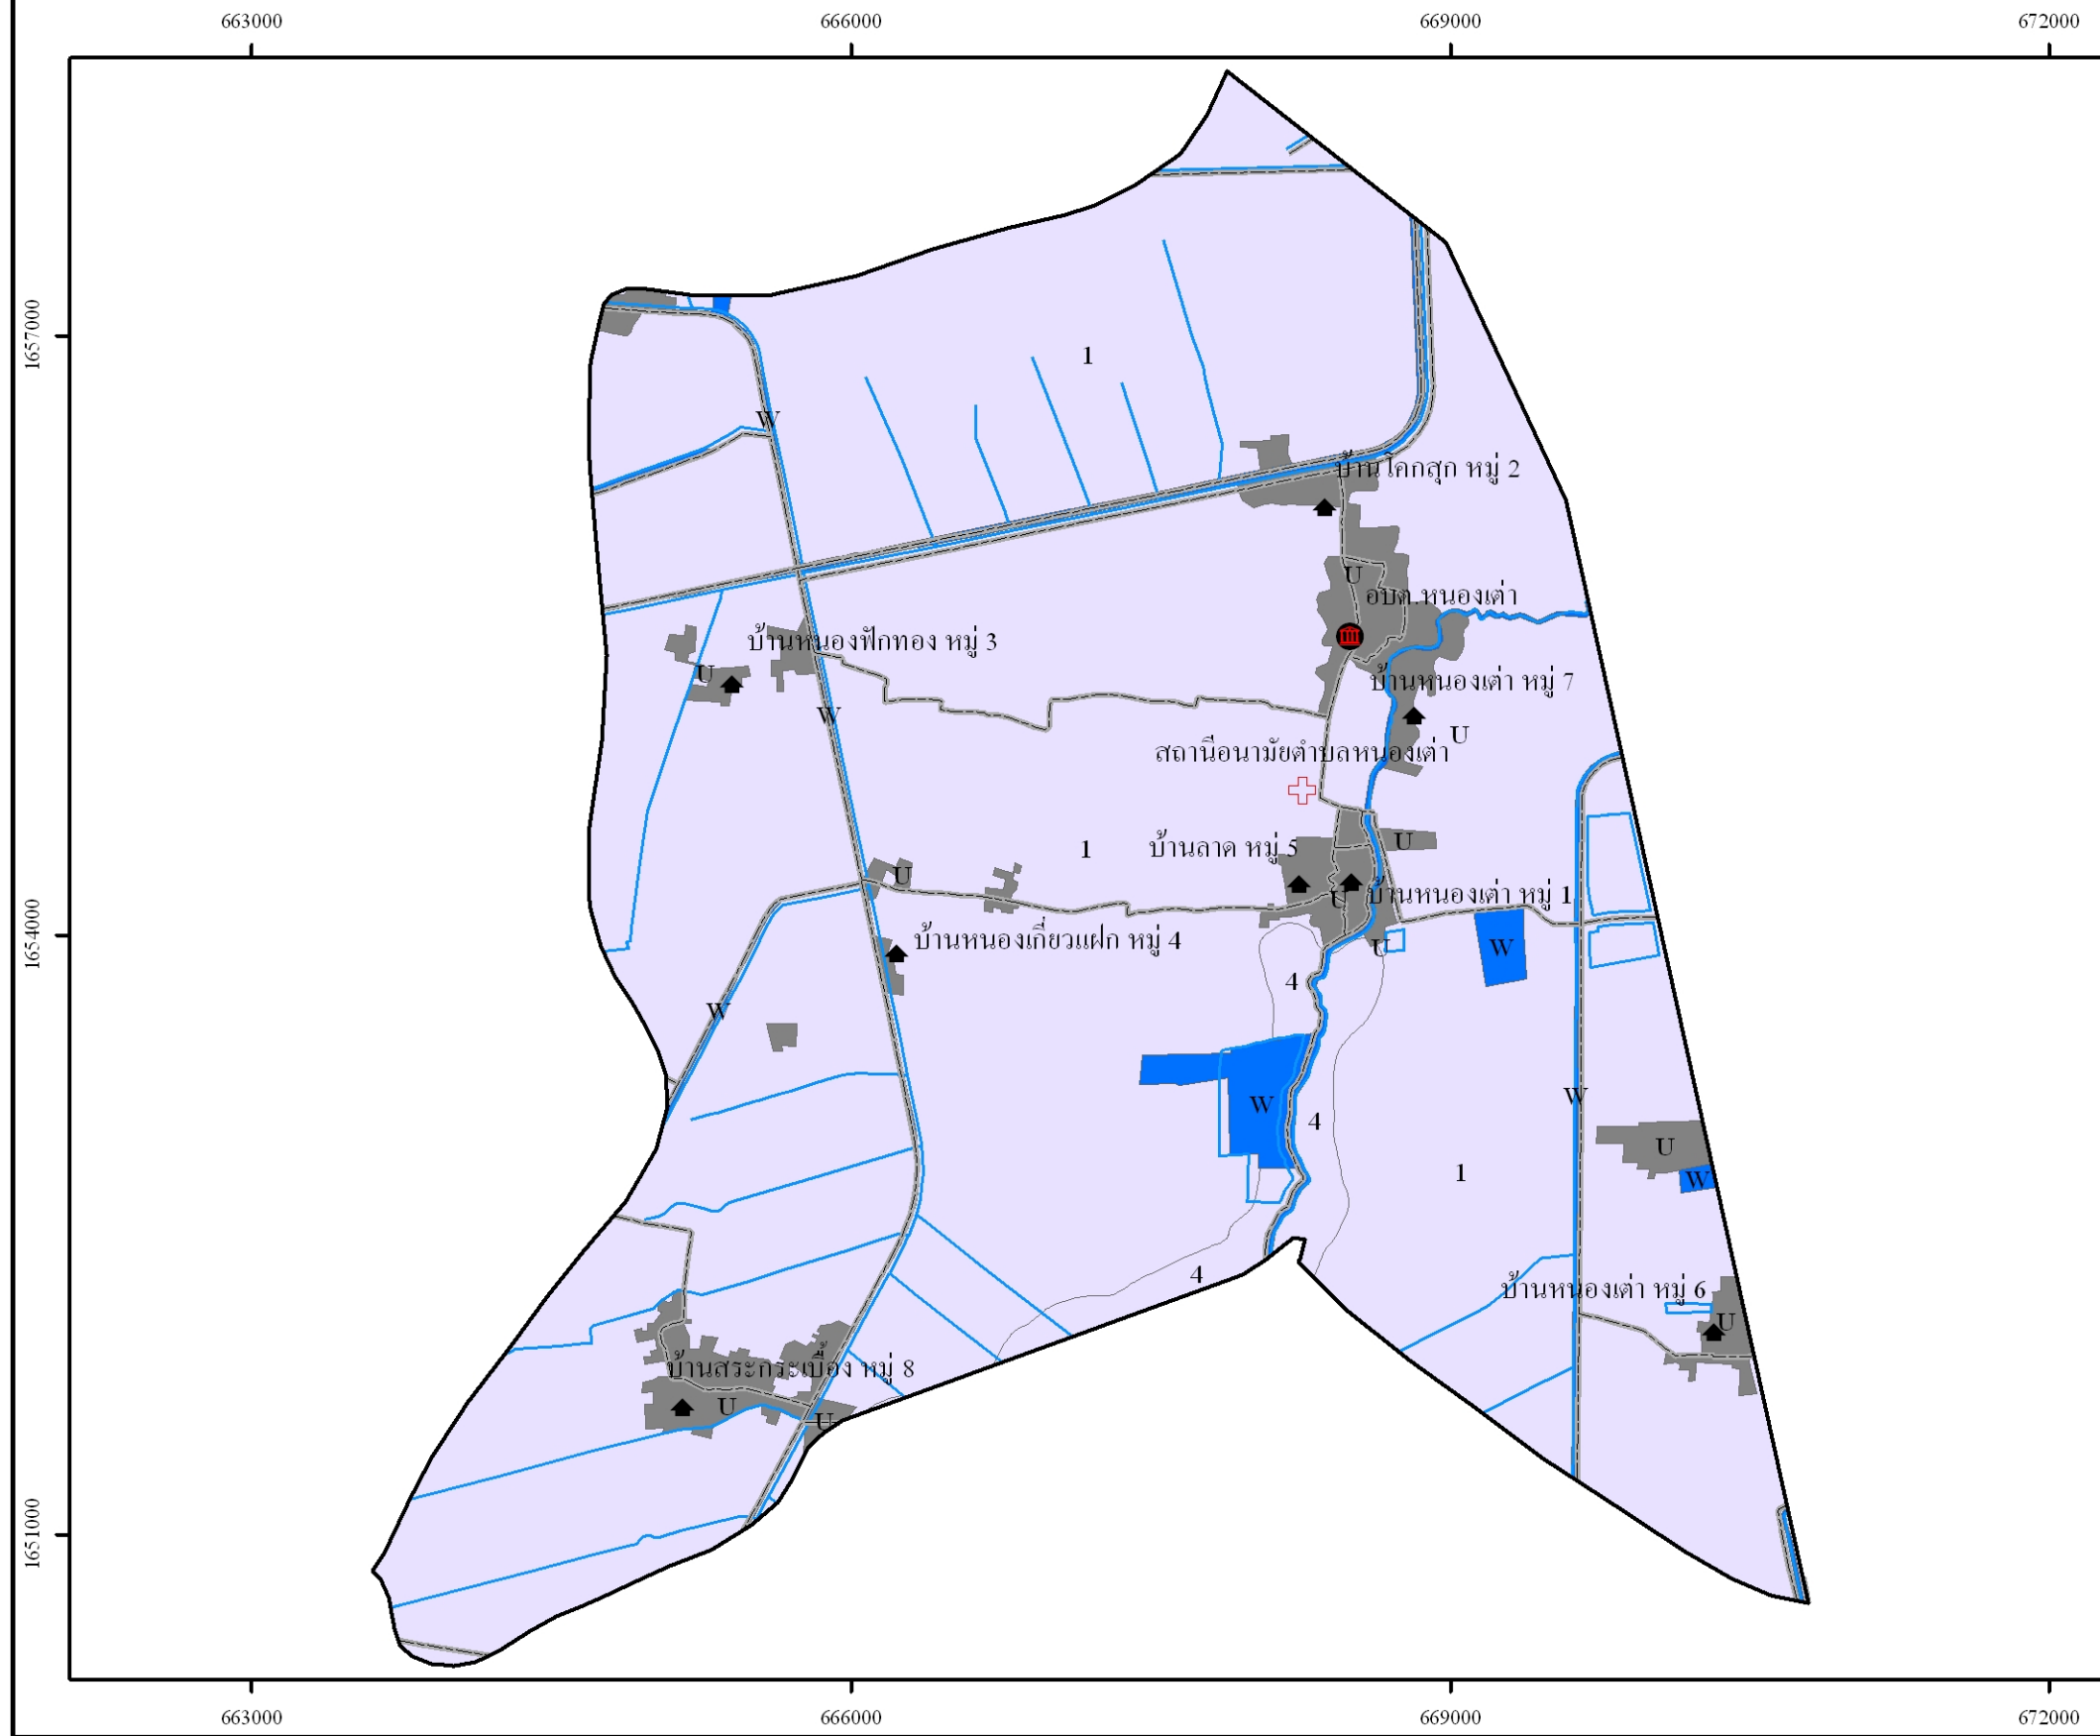 663000 666000 669000 672000
1657000
1
W
บ้านโคกสุก หมู่ 2
U
อบต.หนองเต่า
บ้านหนองฟักทอง หมู่ 3
U
บ้านหนองเต่า หมู่ 7
W
U
สถานีอนามัยตำบลหนองเต่า
1
บ้านลาด หมู่ 5
U
U
U
บ้านหนองเต่า หมู่ 1
1654000
บ้านหนองเกี่ยวแฝก หมู่ 4
U
W
4
W
W
W
4
U
1
W
4
บ้านหนองเต่า หมู่ 6
U
บ้านสระกระเบื้อง หมู่ 8
U
U
1651000
663000 666000 669000 672000